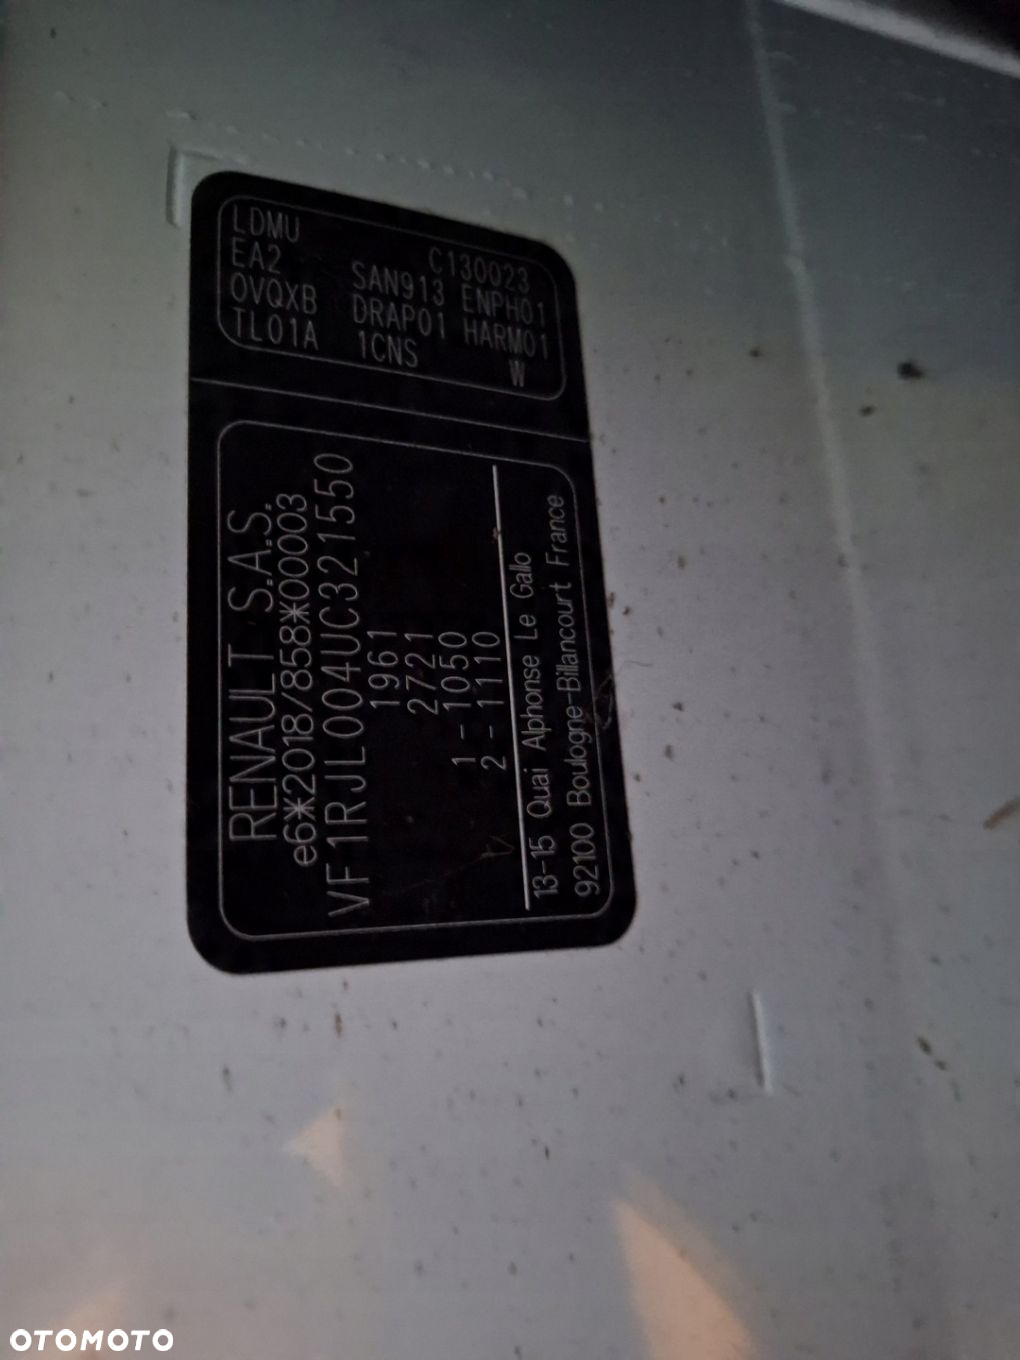 LDMU C130023
EA2 SAN913 ENPH01
OVQXB DRAP01 HARM01
TL01A 1CNS W
RENAULT S.A.S.
e6*2018/858*00003
VF1RJL004UC321550
1961
2721
1-1050
2-1110
13-15 Quai Alphonse Le Gallo
92100 Boulogne-Billancourt France
OTOMOTO